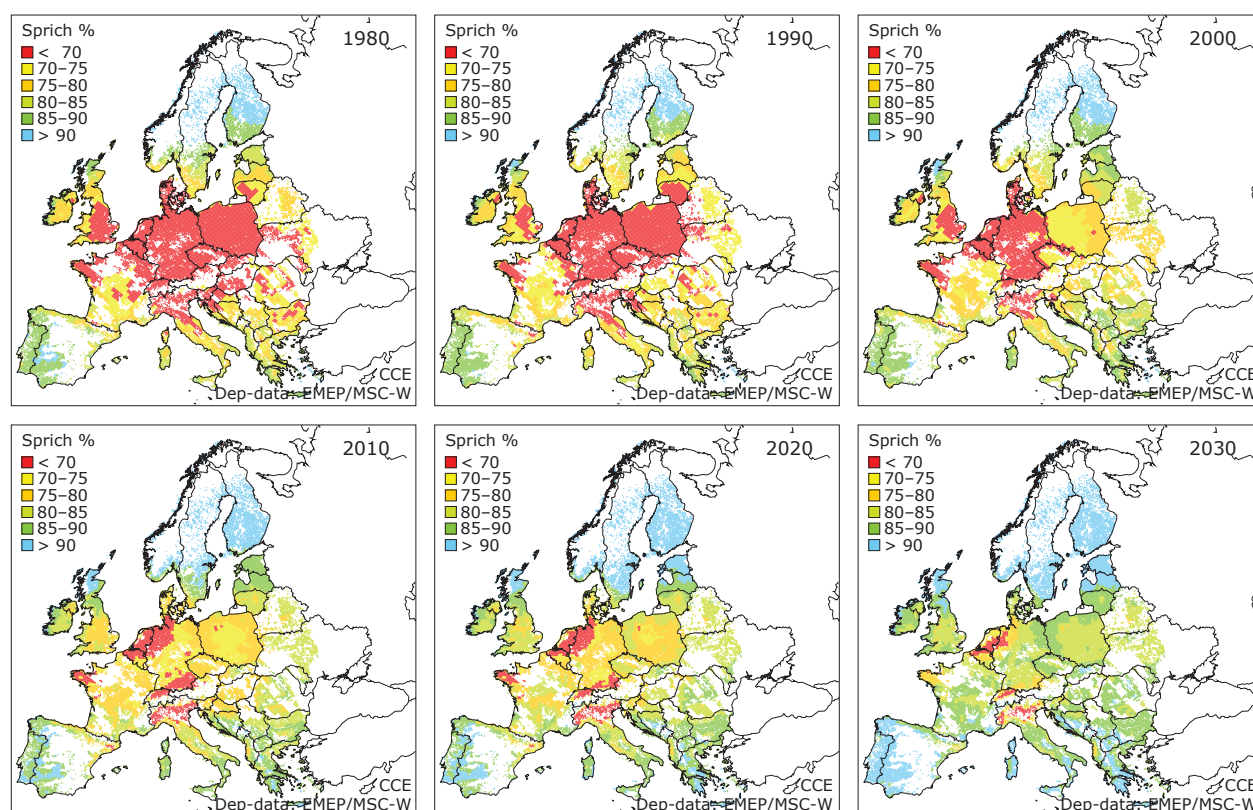 Sprich %
1980
< 70
70–75
75–80
80–85
85–90
> 90
CCE
Dep-data: EMEP/MSC-W
Sprich %
1990
< 70
70–75
75–80
80–85
85–90
> 90
CCE
Dep-data: EMEP/MSC-W
Sprich %
2000
< 70
70–75
75–80
80–85
85–90
> 90
CCE
Dep-data: EMEP/MSC-W
Sprich %
2010
< 70
70–75
75–80
80–85
85–90
> 90
CCE
Dep-data: EMEP/MSC-W
Sprich %
2020
< 70
70–75
75–80
80–85
85–90
> 90
CCE
Dep-data: EMEP/MSC-W
Sprich %
2030
< 70
70–75
75–80
80–85
85–90
> 90
CCE
Dep-data: EMEP/MSC-W